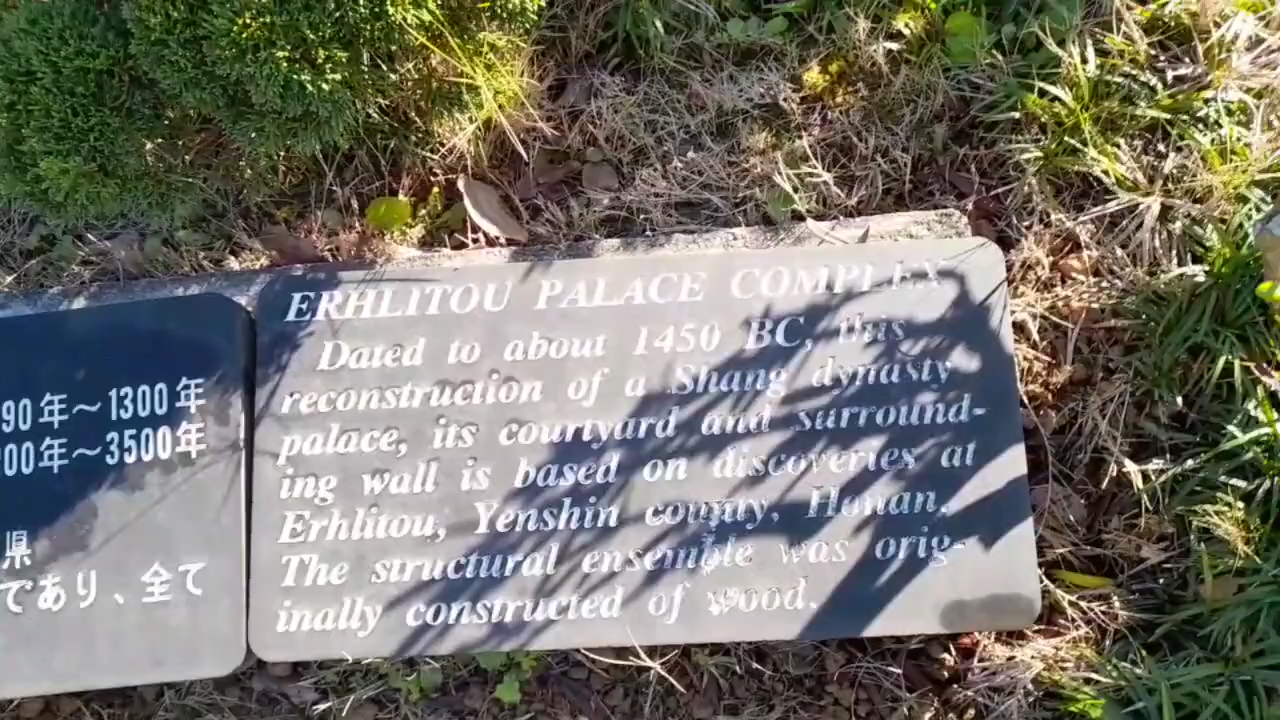 90年～1300年
00年～3500年
県
であり、全て
ERHLITOU PALACE COMPLEX
Dated to about 1450 BC, this
reconstruction of a Shang dynasty
palace, its courtyard and surround-
ing wall is based on discoveries at
Erhlitou, Yenshin county, Honan.
The structural ensemble was orig-
inally constructed of wood.